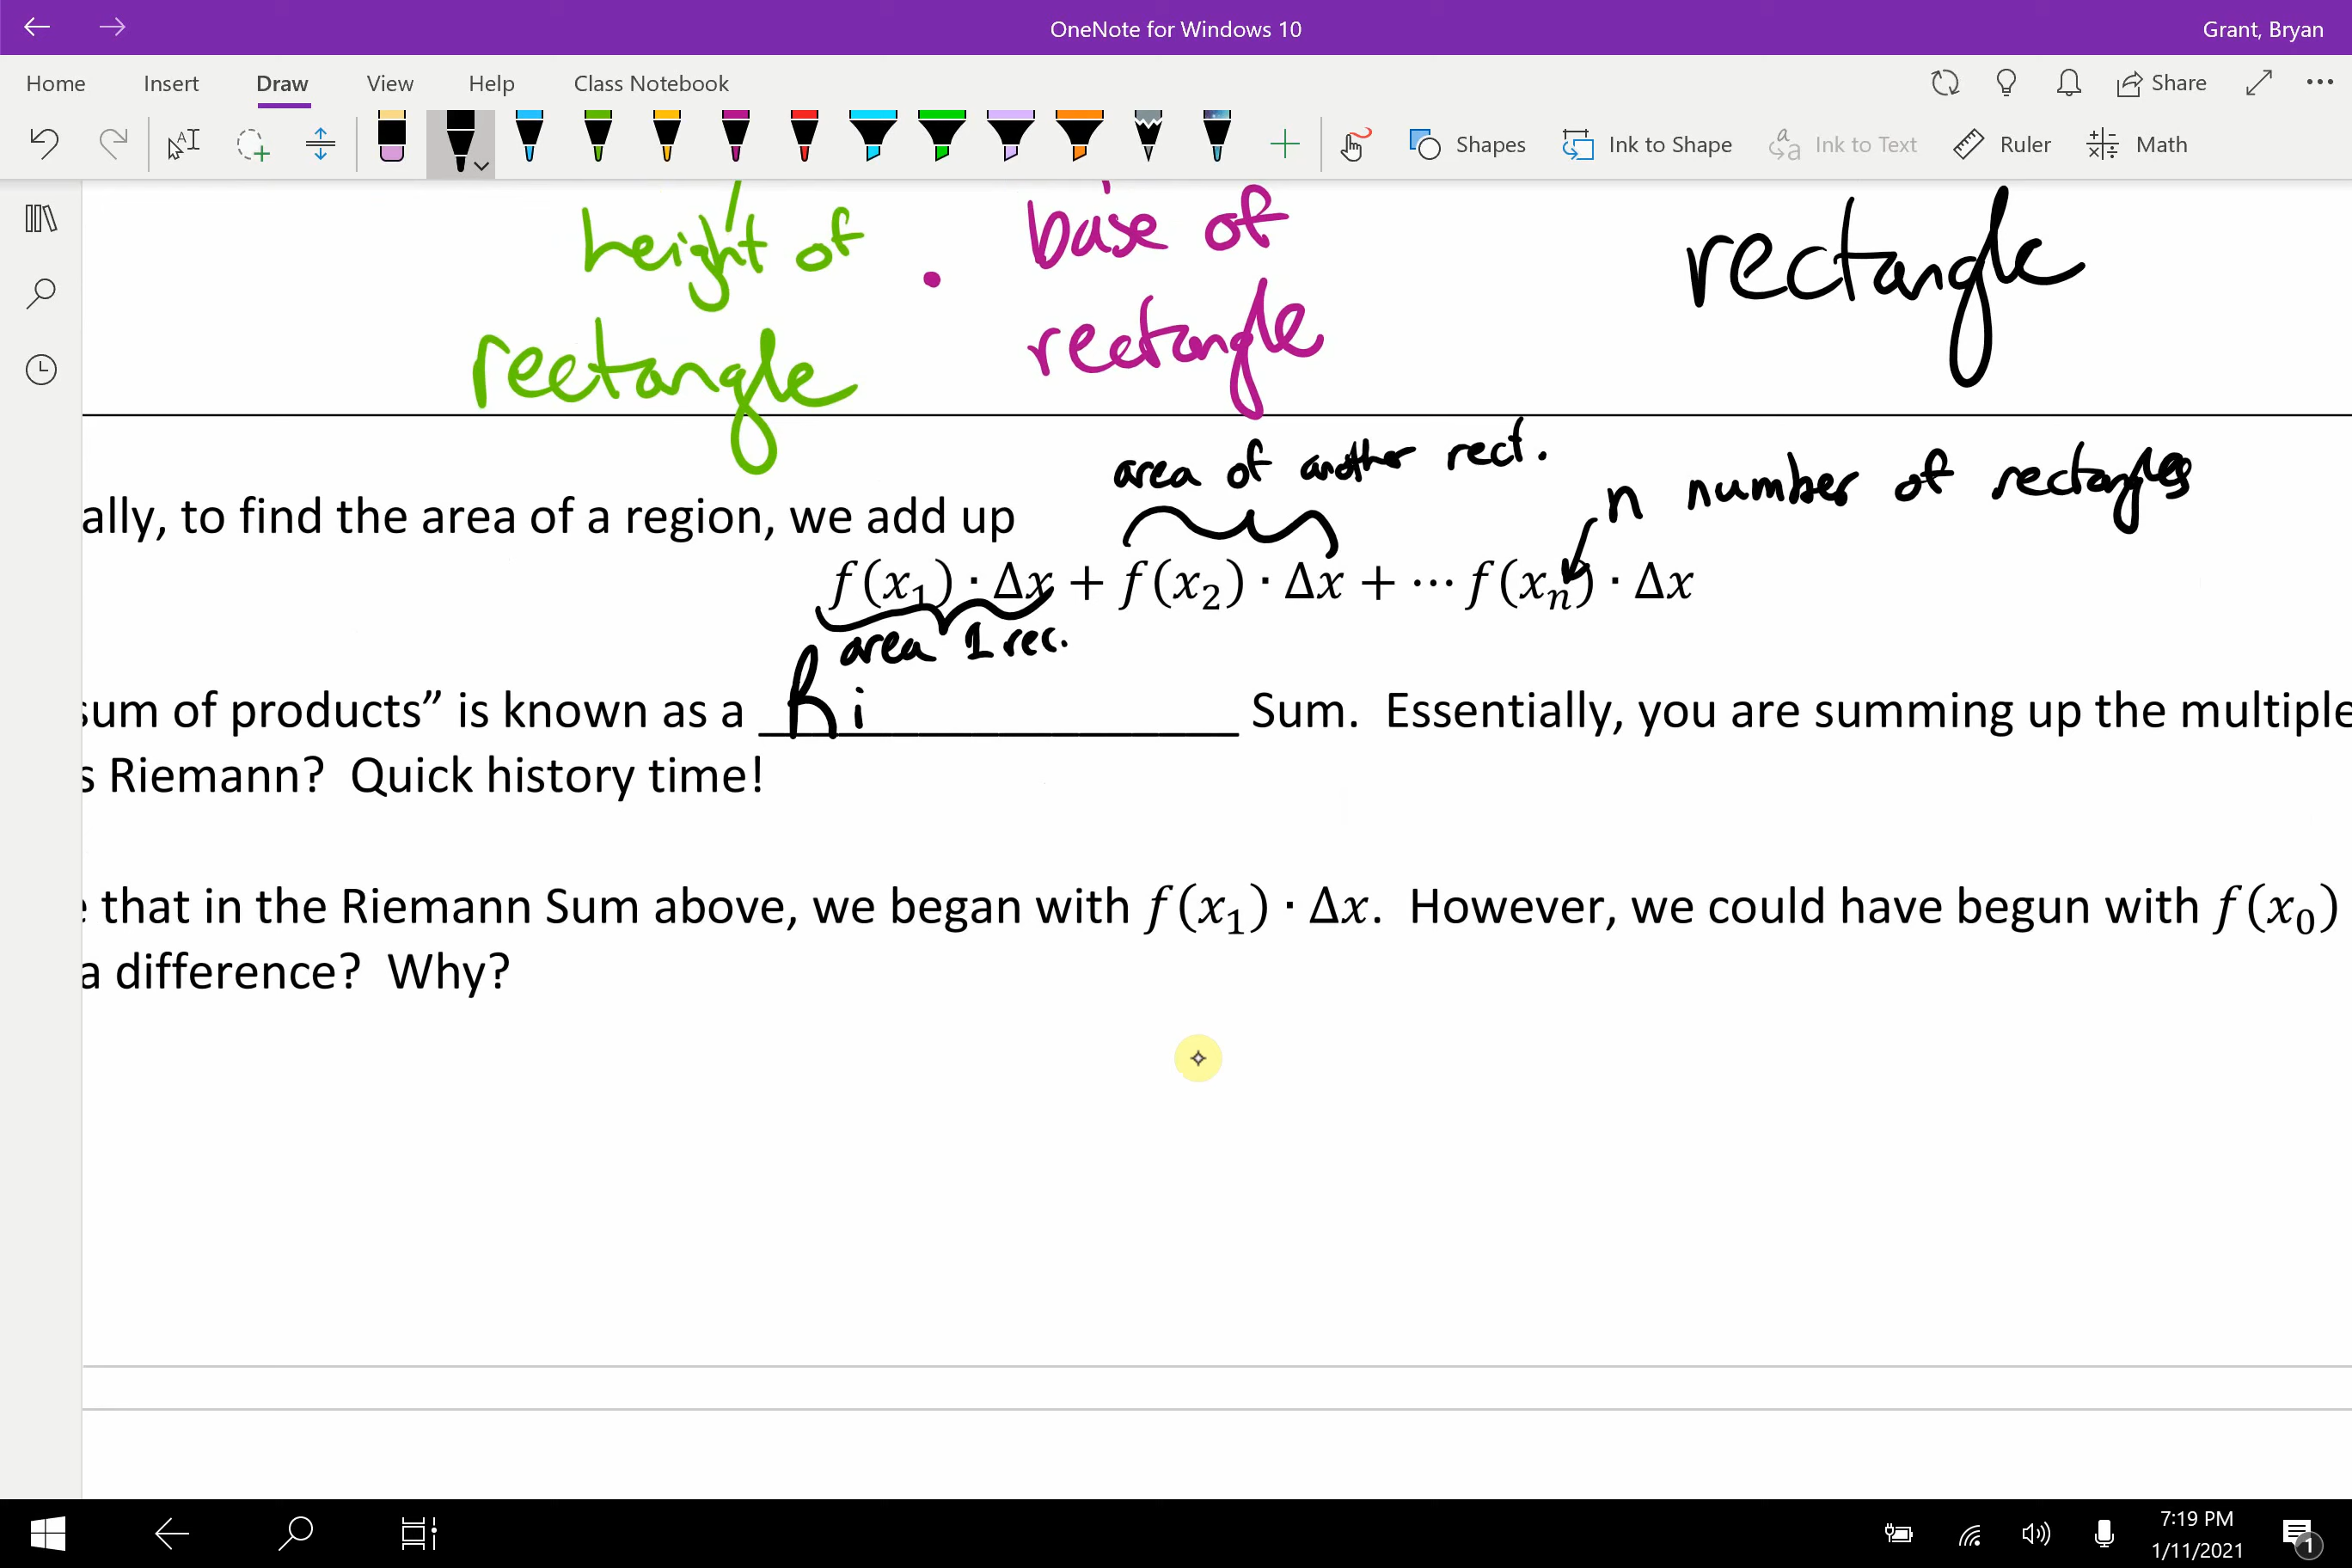 OneNote for Windows 10
Grant, Bryan
Home Insert Draw View Help Class Notebook Share
Shapes Ink to Shape Ink to Text Ruler Math
height of
rectangle
base of
rectangle
rectangle
area of another rect.
n number of rectangles
ally, to find the area of a region, we add up
f(x₁) · Δx + f(x₂) · Δx + ⋯ f(xₙ) · Δx
area 1 rec.
sum of products” is known as a Ri Sum. Essentially, you are summing up the multiple
s Riemann? Quick history time!
e that in the Riemann Sum above, we began with f(x₁) · Δx. However, we could have begun with f(x₀)
a difference? Why?
7:19 PM
1/11/2021
1